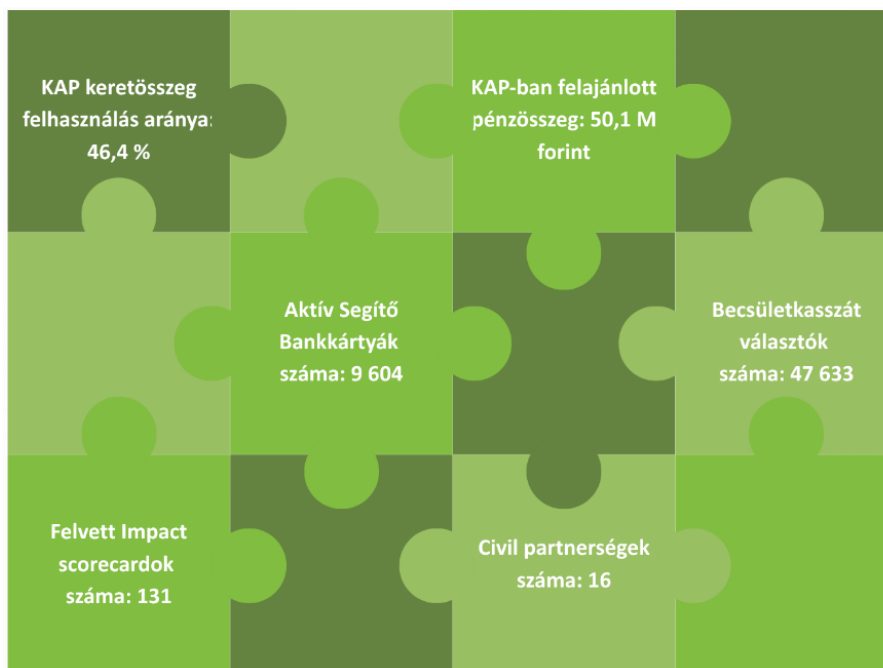 KAP keretösszeg
felhasználás aránya:
46,4 %
KAP-ban felajánlott
pénzösszeg: 50,1 M
forint
Aktív Segítő
Bankkártyák
száma: 9 604
Becsületkasszát
választók
száma: 47 633
Felvett Impact
scorecardok
száma: 131
Civil partnerségek
száma: 16